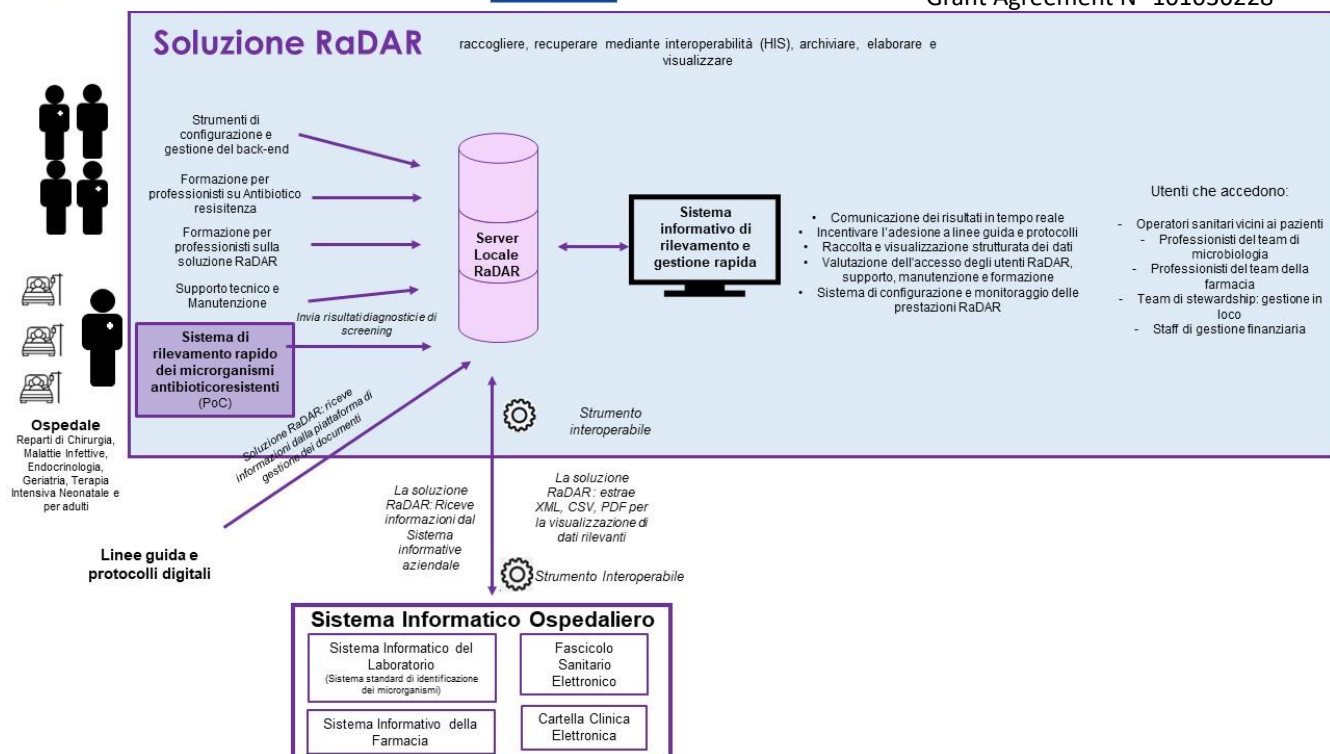 Grant Agreement N° 101036228
Soluzione RaDAR
raccogliere, recuperare mediante interoperabilità (HIS), archiviare, elaborare e
visualizzare
Strumenti di
configurazione e
gestione del back-end
Formazione per
professionisti su Antibiotico
resisitenza
Formazione per
professionisti sulla
soluzione RaDAR
Supporto tecnico e
Manutenzione
Invia risultati diagnostici e di
screening
Sistema di
rilevamento rapido
dei microrganismi
antibioticoresistenti
(PoC)
Server
Locale
RaDAR
Sistema
informativo di
rilevamento e
gestione rapida
• Comunicazione dei risultati in tempo reale
• Incentivare l'adesione a linee guida e protocolli
• Raccolta e visualizzazione strutturata dei dati
• Valutazione dell'accesso degli utenti RaDAR,
supporto, manutenzione e formazione
• Sistema di configurazione e monitoraggio delle
prestazioni RaDAR
Utenti che accedono:
- Operatori sanitari vicini ai pazienti
- Professionisti del team di
microbiologia
- Professionisti del team della
farmacia
- Team di stewardship: gestione in
loco
- Staff di gestione finanziaria
Ospedale
Reparti di Chirurgia,
Malattie Infettive,
Endocrinologia,
Geriatria, Terapia
Intensiva Neonatale e
per adulti
Soluzione RaDAR: riceve
informazioni dalla piattaforma di
gestione dei documenti
Strumento
interoperabile
La soluzione
RaDAR: Riceve
informazioni dal
Sistema
informative
aziendale
La soluzione
RaDAR: estrae
XML, CSV, PDF per
la visualizzazione di
dati rilevanti
Linee guida e
protocolli digitali
Strumento Interoperabile
Sistema Informatico Ospedaliero
Sistema Informatico del
Laboratorio
(Sistema standard di identificazione
dei microrganismi)
Fascicolo
Sanitario
Elettronico
Sistema Informativo della
Farmacia
Cartella Clinica
Elettronica